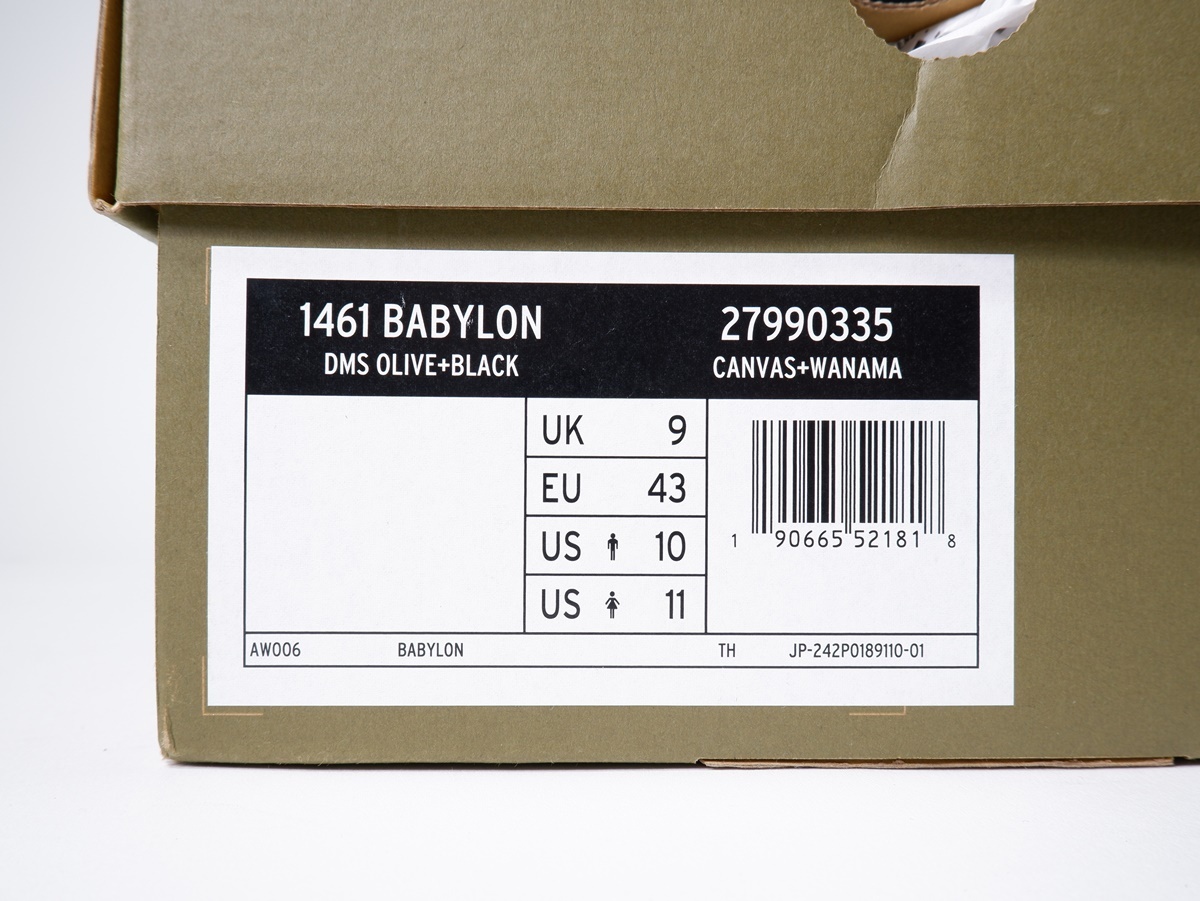 1461 BABYLON
DMS OLIVE+BLACK
27990335
CANVAS+WANAMA
UK 9
EU 43
US 10
US 11
1 90665 52181 8
AW006 BABYLON TH JP-242P0189110-01